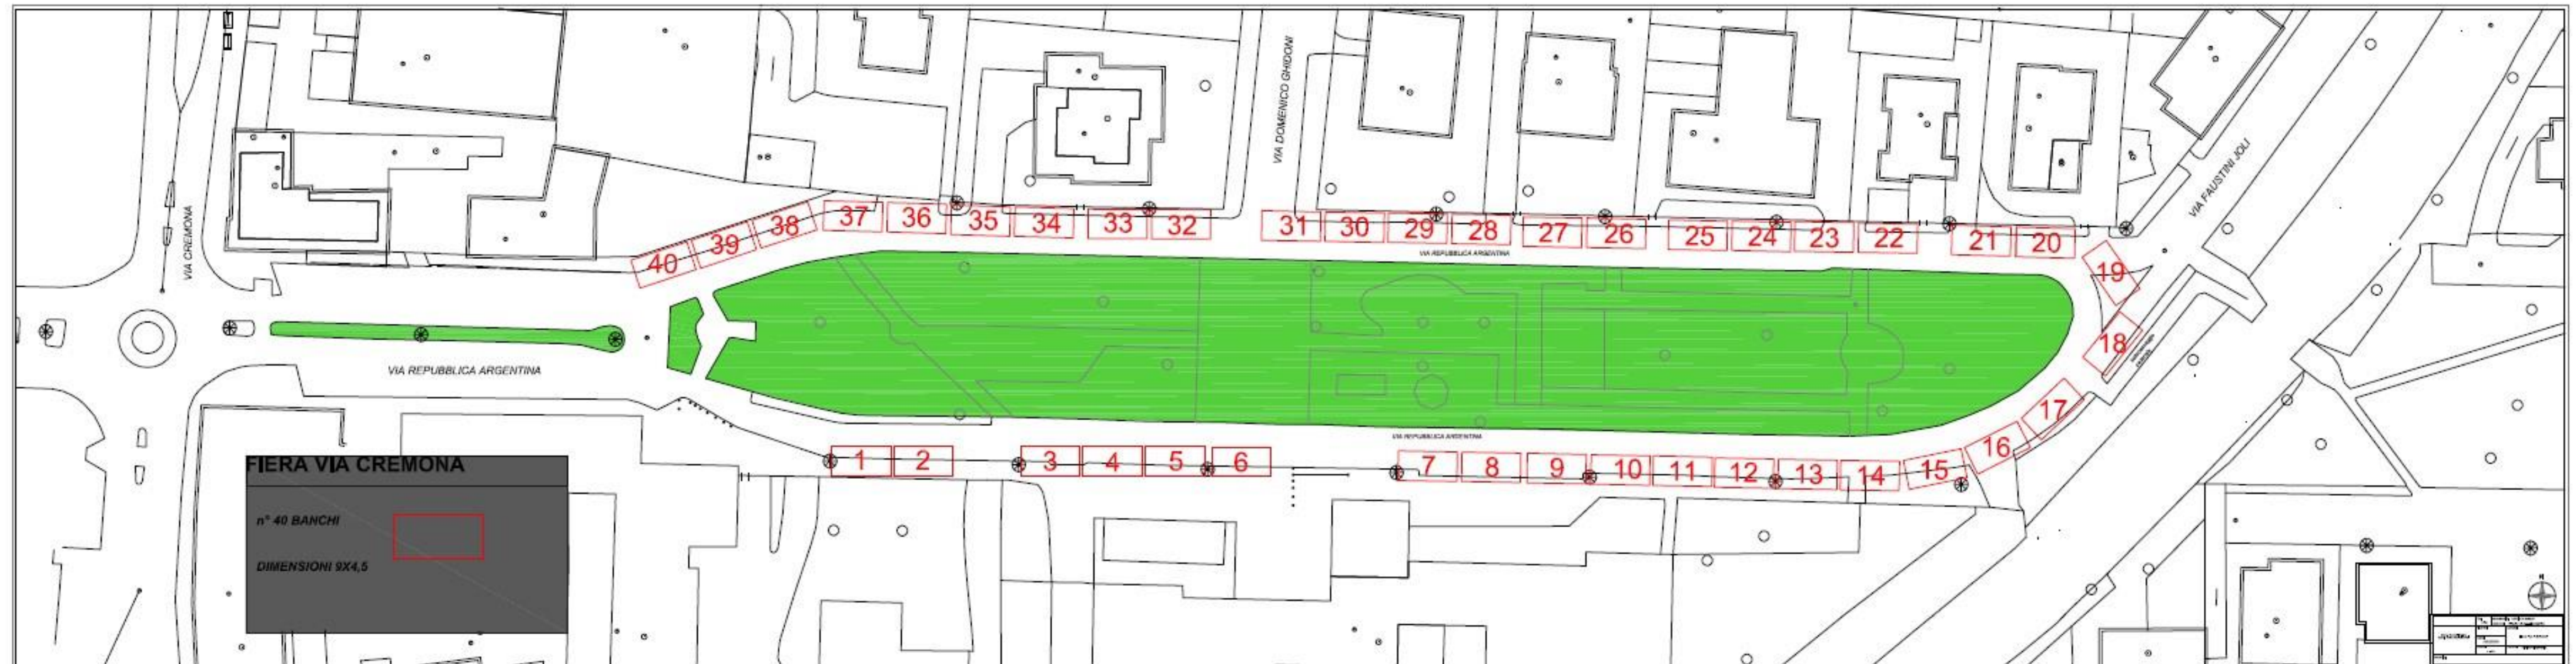 VIA DOMENICO GHIDONI
VIA FAUSTINI JOLI
VIA CREMONA
40 39 38 37 36 35 34 33 32 31 30 29 28 27 26 25 24 23 22 21 20
19
18
17
VIA REPUBBLICA ARGENTINA
VIA REPUBBLICA ARGENTINA
VIA REPUBBLICA ARGENTINA
1 2 3 4 5 6 7 8 9 10 11 12 13 14 15 16
FIERA VIA CREMONA
n° 40 BANCHI
DIMENSIONI 9X4,5